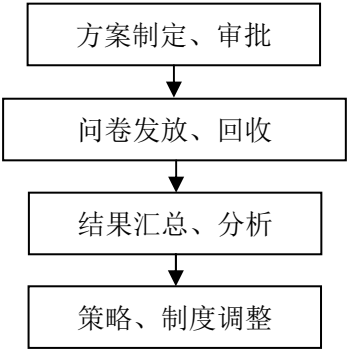 方案制定、审批
问卷发放、回收
结果汇总、分析
策略、制度调整